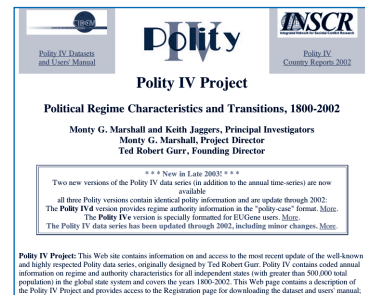 CIDCM
Polity IV
INSCR
Integrated Network for Societal Conflict Research
Polity IV Datasets
and Users' Manual
Polity IV
Country Reports 2002
Polity IV Project
Political Regime Characteristics and Transitions, 1800-2002
Monty G. Marshall and Keith Jaggers, Principal Investigators
Monty G. Marshall, Project Director
Ted Robert Gurr, Founding Director
* * * New in Late 2003! * * *
Two new versions of the Polity IV data series (in addition to the annual time-series) are now
available
all three Polity versions contain identical polity information and are update through 2002:
The Polity IVd version provides regime authority information in the "polity-case" format. More.
The Polity IVe version is specially formatted for EUGene users. More.
The Polity IV data series has been updated through 2002, including minor changes. More.
Polity IV Project: This Web site contains information on and access to the most recent update of the well-known
and highly respected Polity data series, originally designed by Ted Robert Gurr. Polity IV contains coded annual
information on regime and authority characteristics for all independent states (with greater than 500,000 total
population) in the global state system and covers the years 1800-2002. This Web page contains a description of
the Polity IV Project and provides access to the Registration page for downloading the dataset and users' manual;